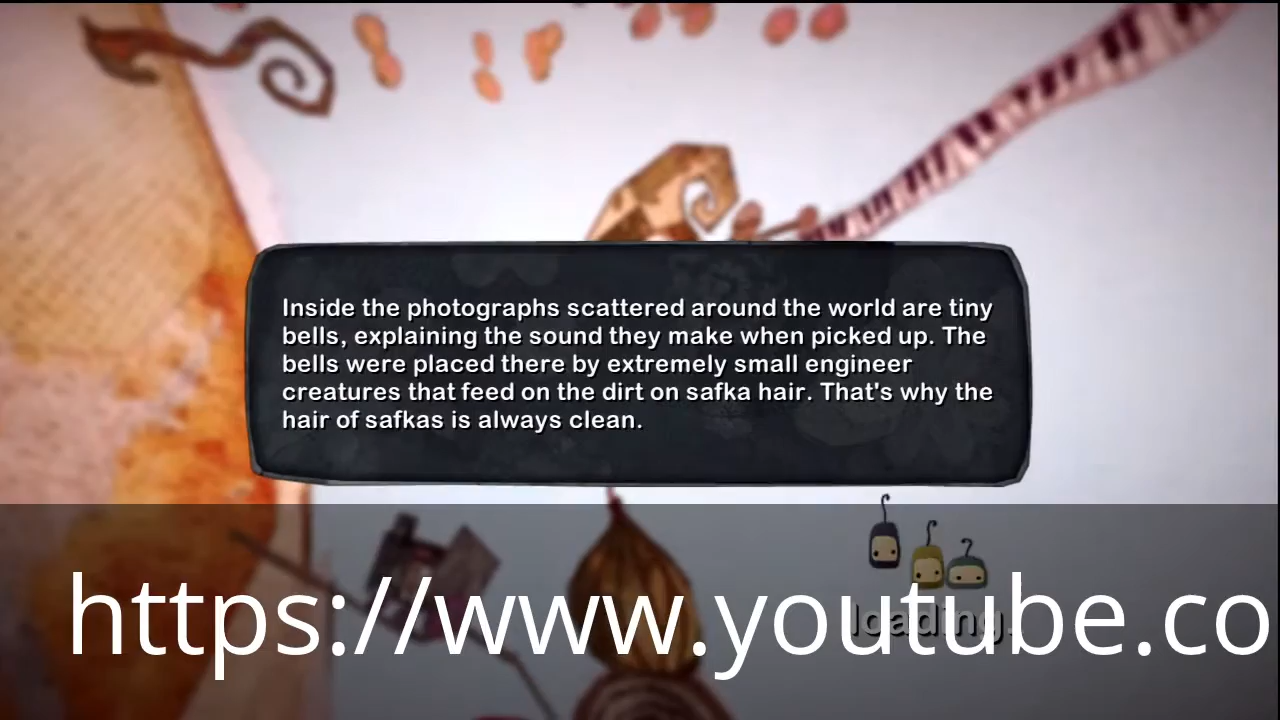 Inside the photographs scattered around the world are tiny
bells, explaining the sound they make when picked up. The
bells were placed there by extremely small engineer
creatures that feed on the dirt on safka hair. That's why the
hair of safkas is always clean.
loading.
https://www.youtube.co